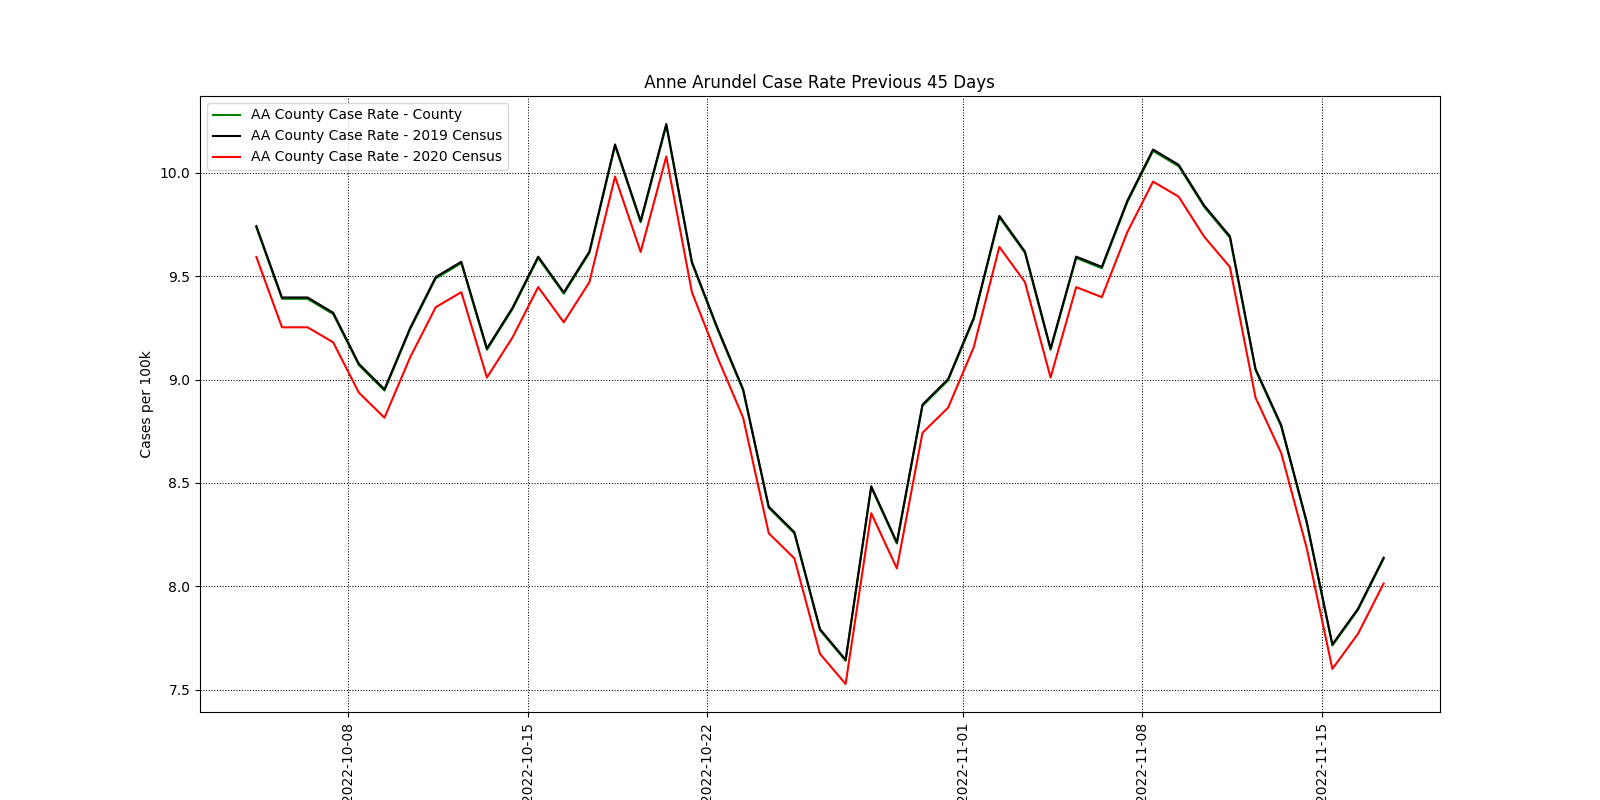 Anne Arundel Case Rate Previous 45 Days
AA County Case Rate - County
AA County Case Rate - 2019 Census
AA County Case Rate - 2020 Census
Cases per 100k
10.0
9.5
9.0
8.5
8.0
7.5
2022-10-08
2022-10-15
2022-10-22
2022-11-01
2022-11-08
2022-11-15